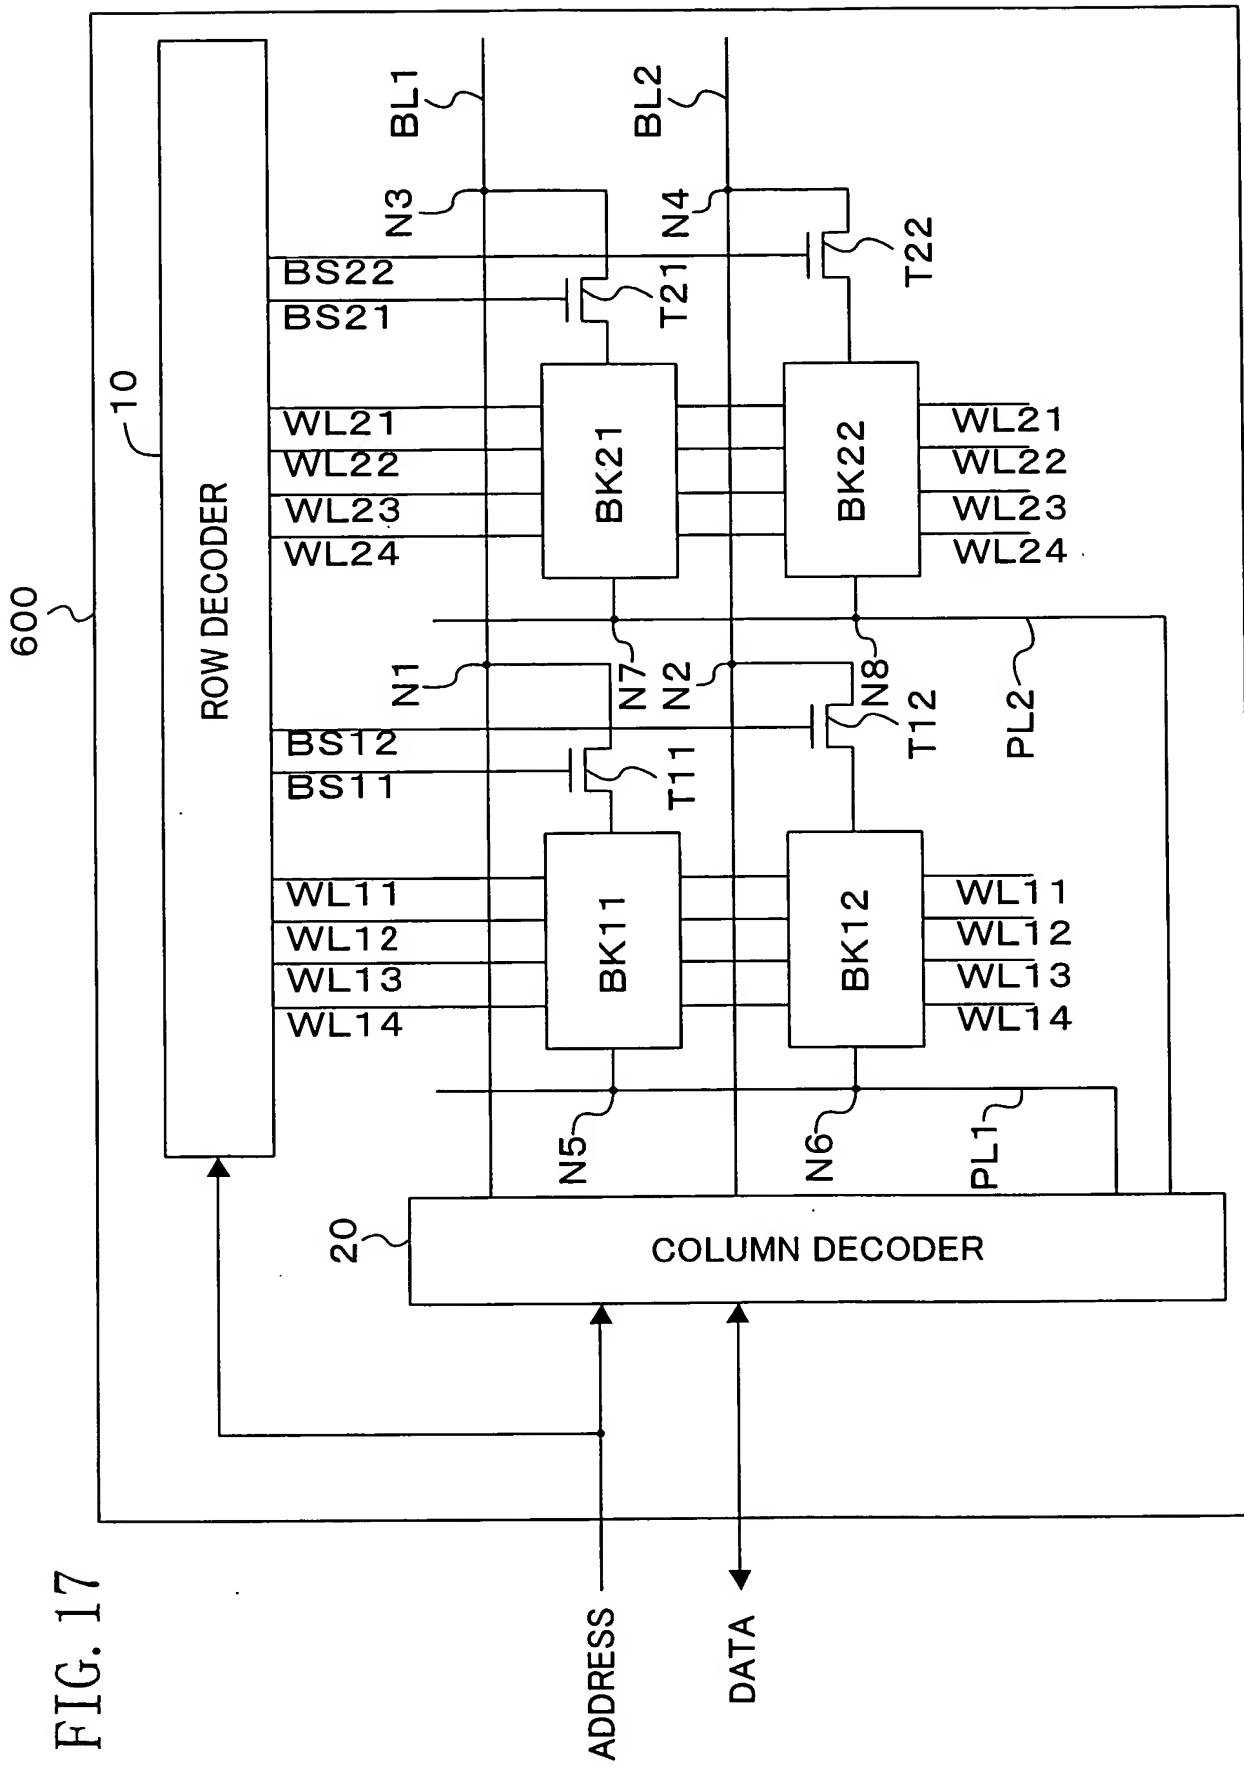 FIG. 17
600
10
ROW DECODER
BS22
BS21
WL21
WL22
WL23
WL24
BS12
BS11
WL11
WL12
WL13
WL14
BL1
N3
N1
T21
BK21
N7
T11
BK11
N5
BL2
N4
N2
T22
BK22
N8
T12
BK12
N6
WL21
WL22
WL23
WL24
PL2
WL11
WL12
WL13
WL14
PL1
20
COLUMN DECODER
ADDRESS
DATA